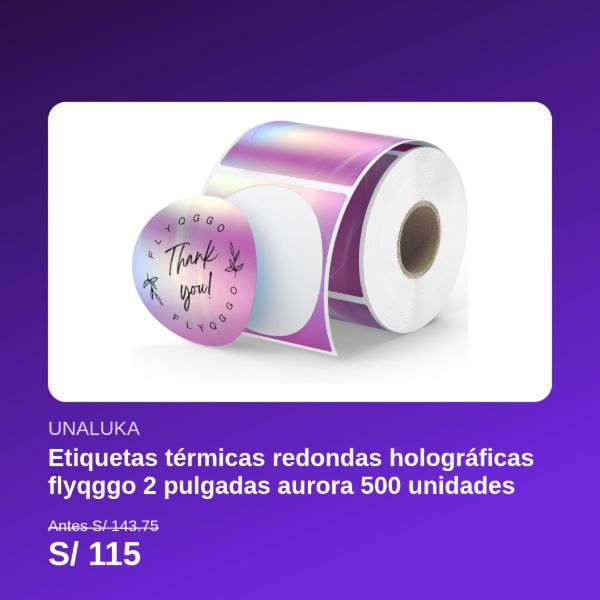 FLYQGGO
Thank
you!
FLYQGGO
UNALUKA
Etiquetas térmicas redondas holográficas
flyqggo 2 pulgadas aurora 500 unidades
Antes S/ 143.75
S/ 115